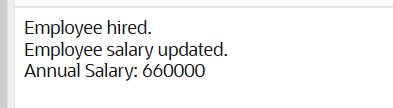 Employee hired.
Employee salary updated.
Annual Salary: 660000